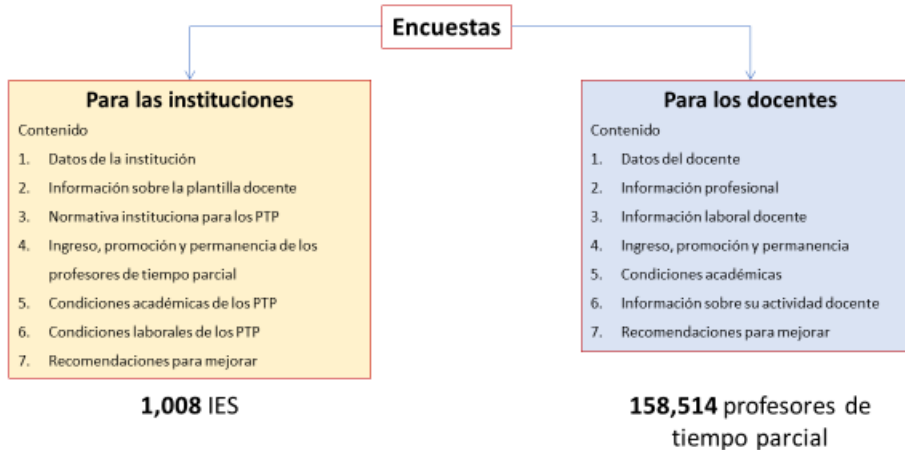 Encuestas
Para las instituciones
Contenido
1. Datos de la institución
2. Información sobre la plantilla docente
3. Normativa instituciona para los PTP
4. Ingreso, promoción y permanencia de los
profesores de tiempo parcial
5. Condiciones académicas de los PTP
6. Condiciones laborales de los PTP
7. Recomendaciones para mejorar
1,008 IES
Para los docentes
Contenido
1. Datos del docente
2. Información profesional
3. Información laboral docente
4. Ingreso, promoción y permanencia
5. Condiciones académicas
6. Información sobre su actividad docente
7. Recomendaciones para mejorar
158,514 profesores de
tiempo parcial